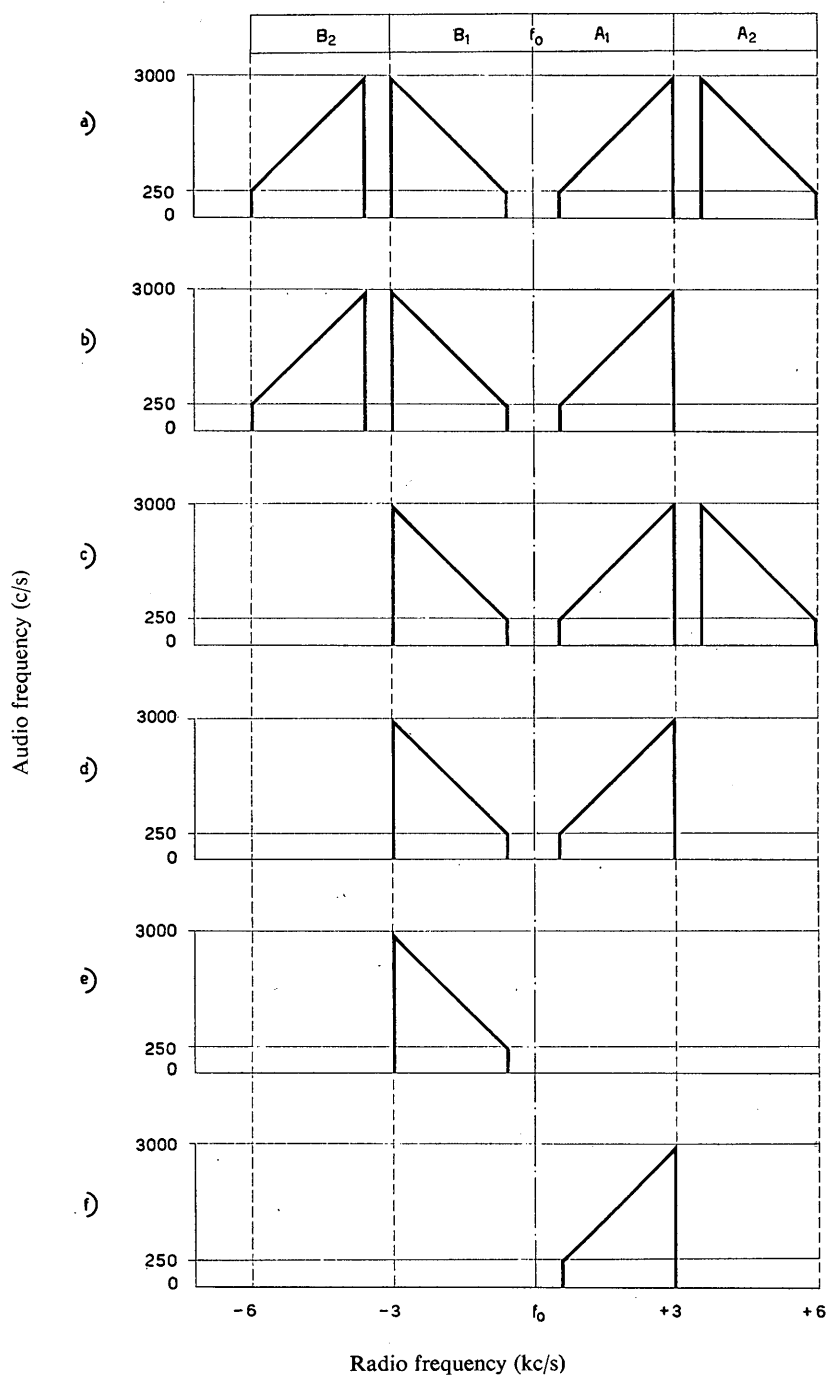 B₂ B₁ f₀ A₁ A₂
a)
3000
250
0
b)
3000
250
0
c)
3000
250
0
d)
3000
250
0
e)
3000
250
0
f)
3000
250
0
Audio frequency (c/s)
-6 -3 f₀ +3 +6
Radio frequency (kc/s)